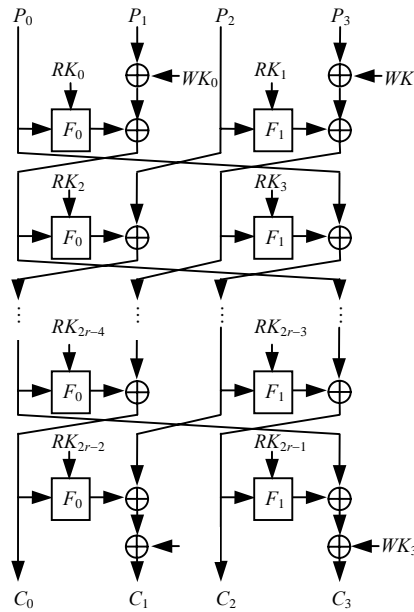 P₀ P₁ P₂ P₃
RK₀ WK₀ RK₁ WK
F₀ F₁
RK₂ RK₃
F₀ F₁
⋮ ⋮ ⋮ ⋮
RK₂ᵣ₋₄ RK₂ᵣ₋₃
F₀ F₁
RK₂ᵣ₋₂ RK₂ᵣ₋₁
F₀ F₁
WK₃
C₀ C₁ C₂ C₃